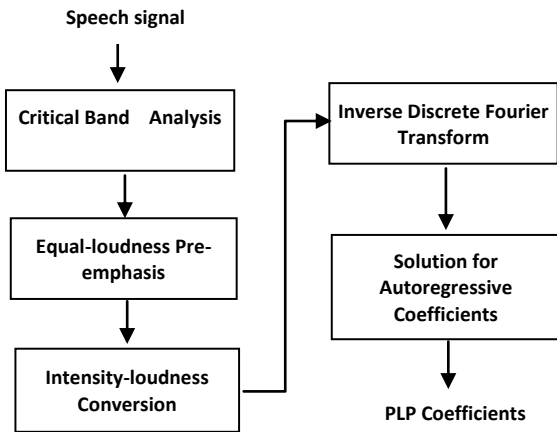 Speech signal
Critical Band Analysis
Equal-loudness Pre-
emphasis
Intensity-loudness
Conversion
Inverse Discrete Fourier
Transform
Solution for
Autoregressive
Coefficients
PLP Coefficients